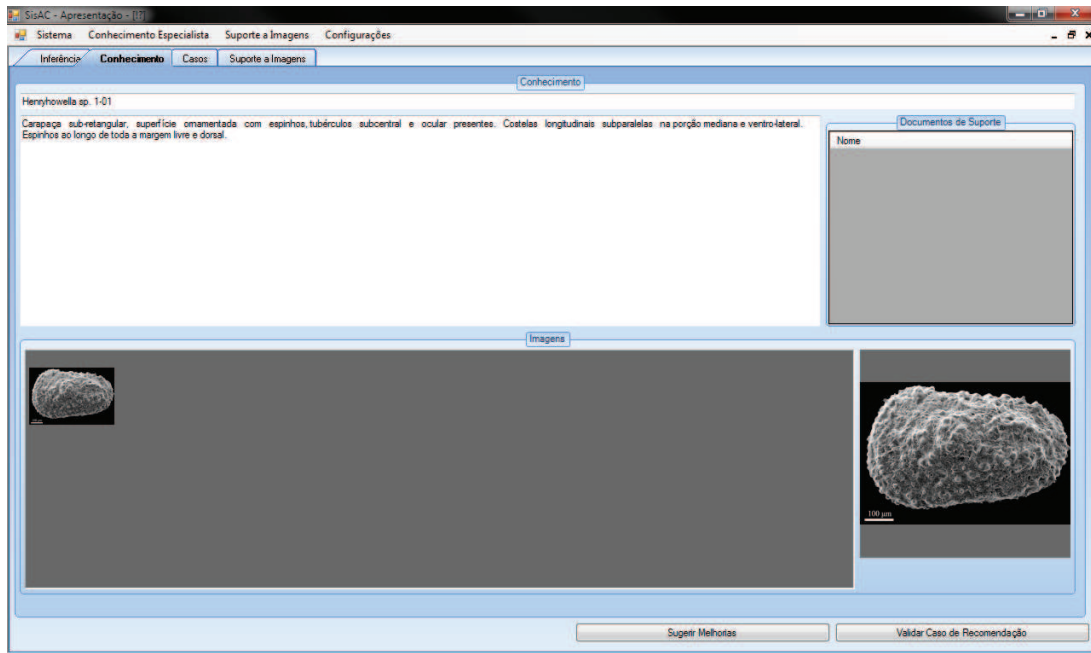 SisAC - Apresentação - [!?]
Sistema Conhecimento Especialista Suporte a Imagens Configurações
Inferência Conhecimento Casos Suporte a Imagens
Conhecimento
Henryhowella sp. 1-01
Carapaça sub-retangular, superfície ornamentada com espinhos, tubérculos subcentral e ocular presentes. Costelas longitudinais subparalelas na porção mediana e ventro-lateral.
Espinhos ao longo de toda a margem livre e dorsal.
Documentos de Suporte
Nome
Imagens
100 µm
Sugerir Melhorias Validar Caso de Recomendação